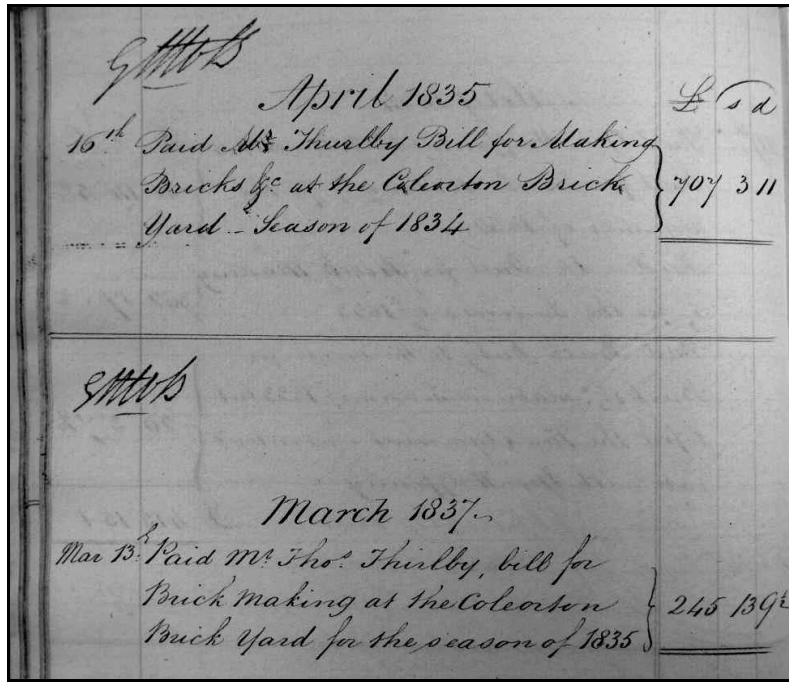 April 1835
£ s d
16th Paid Mr Thurlby Bill for Making
Bricks &c at the Coleorton Brick
Yard - Season of 1834
707 3 11
March 1837
Mar 13th Paid Mr Thos Thirlby, bill for
Brick Making at the Coleorton
Brick Yard for the season of 1835
245 13 9½